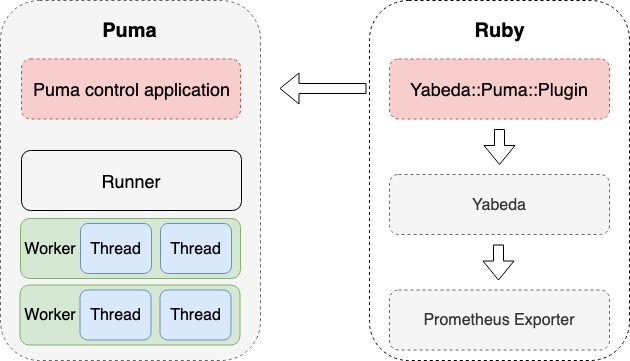 Puma
Puma control application
Runner
Worker Thread Thread
Worker Thread Thread
Ruby
Yabeda::Puma::Plugin
Yabeda
Prometheus Exporter